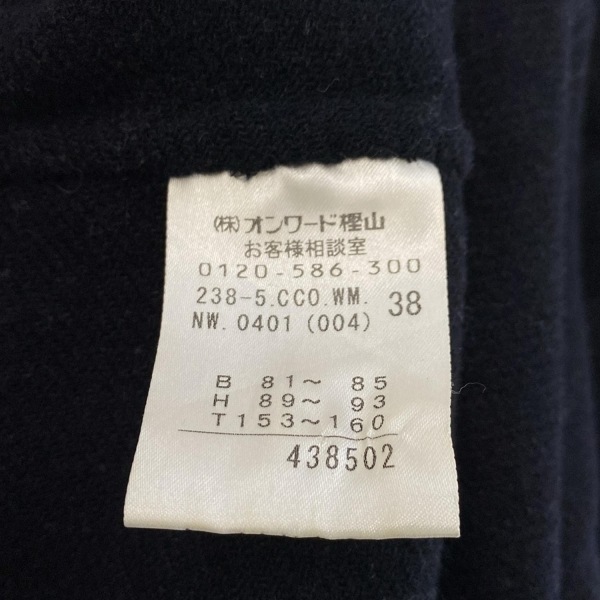 (株)オンワード樫山
お客様相談室
0120-586-300
238-5.CCO.WM. 38
NW. 0401 (004)
B 81～ 85
H 89～ 93
T153～160
438502